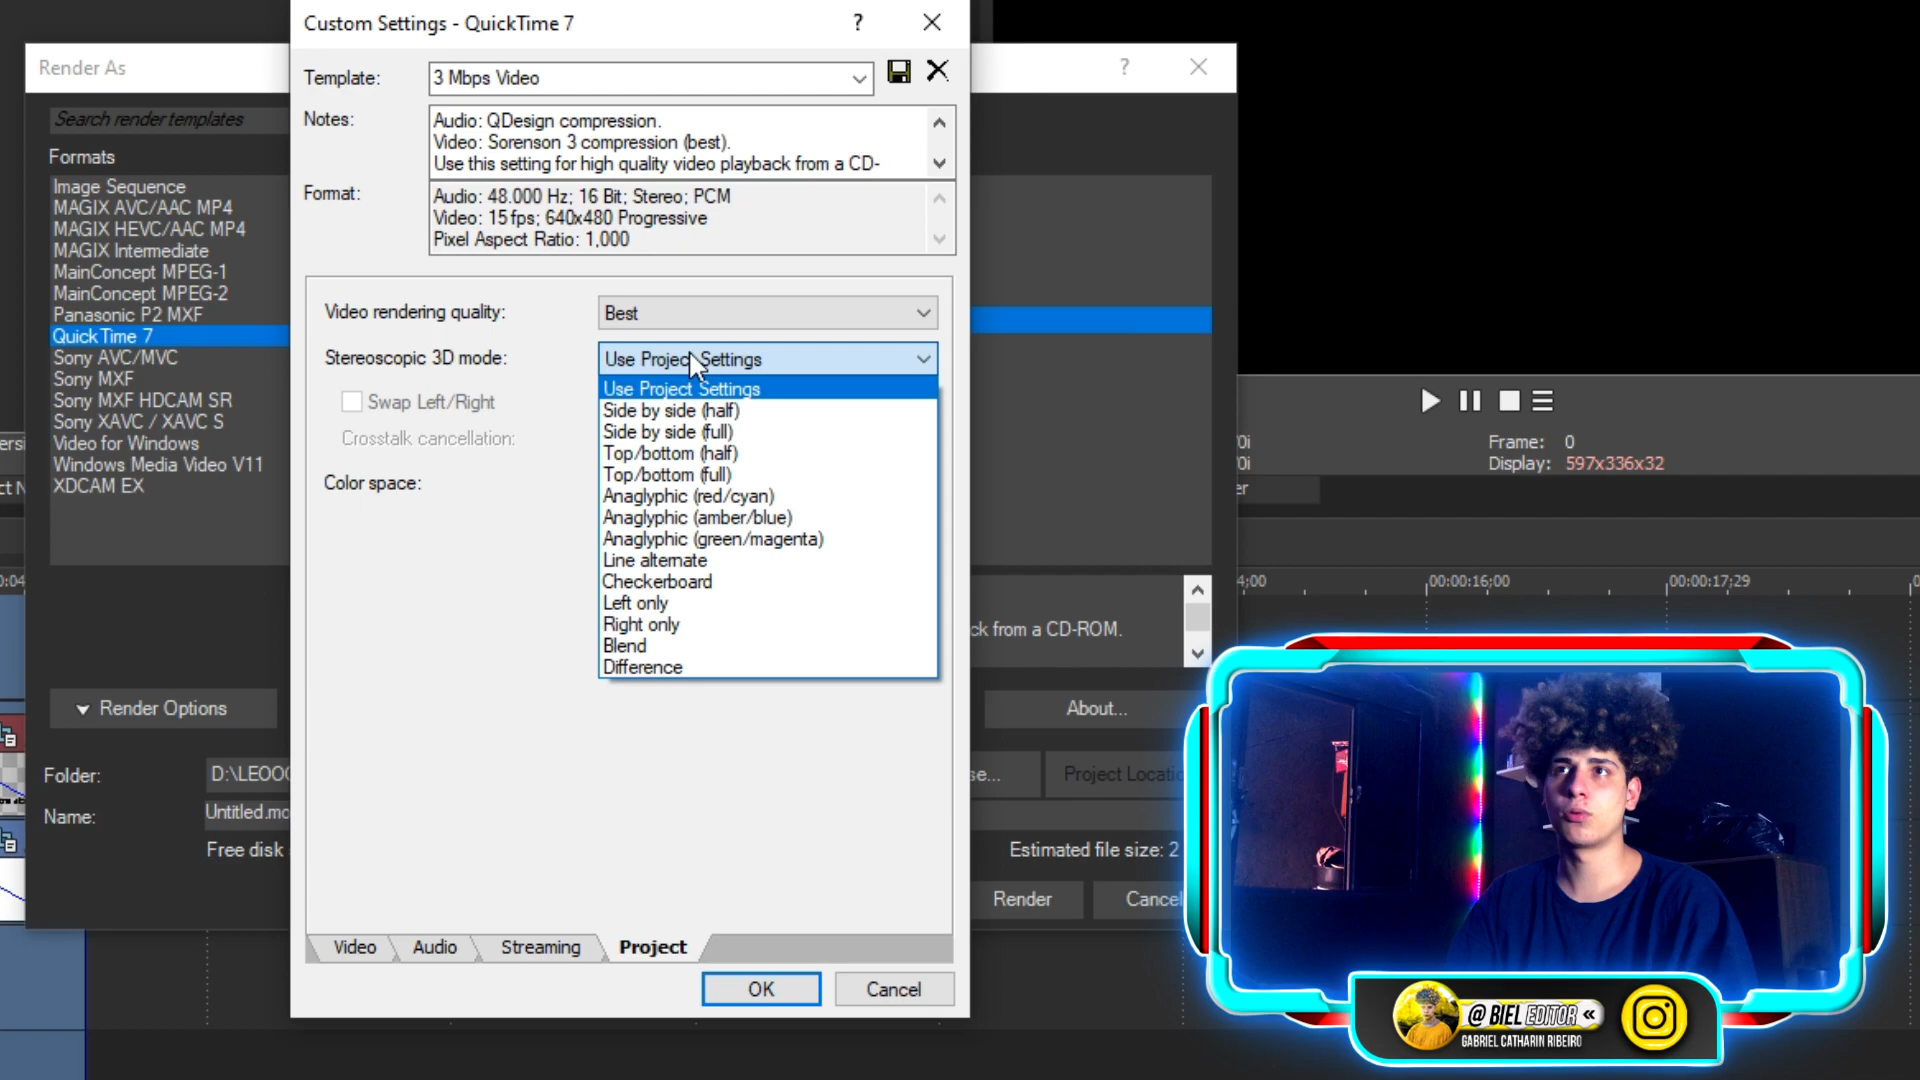 Custom Settings - QuickTime 7
?
Render As
?
Template:
3 Mbps Video
Search render templates
Notes:
Audio: QDesign compression.
Video: Sorenson 3 compression (best).
Use this setting for high quality video playback from a CD-
Formats
Format:
Audio: 48.000 Hz; 16 Bit; Stereo; PCM
Video: 15 fps; 640x480 Progressive
Pixel Aspect Ratio: 1,000
Image Sequence
MAGIX AVC/AAC MP4
MAGIX HEVC/AAC MP4
MAGIX Intermediate
MainConcept MPEG-1
MainConcept MPEG-2
Panasonic P2 MXF
QuickTime 7
Sony AVC/MVC
Sony MXF
Sony MXF HDCAM SR
Sony XAVC / XAVC S
Video for Windows
Windows Media Video V11
XDCAM EX
Video rendering quality:
Best
Stereoscopic 3D mode:
Use Project Settings
Swap Left/Right
Crosstalk cancellation:
Color space:
Use Project Settings
Side by side (half)
Side by side (full)
Top/bottom (half)
Top/bottom (full)
Anaglyphic (red/cyan)
Anaglyphic (amber/blue)
Anaglyphic (green/magenta)
Line alternate
Checkerboard
Left only
Right only
Blend
Difference
Frame: 0
Display: 597x336x32
4;00
00:00:16;00
00:00:17;29
ck from a CD-ROM.
Render Options
About...
Folder:
D:\LEOO
se...
Project Locatio
Name:
Untitled.mo
Free disk
Estimated file size: 2
Render
Cancel
Video
Audio
Streaming
Project
OK
Cancel
@ BIEL EDITOR «
GABRIEL CATHARIN RIBEIRO